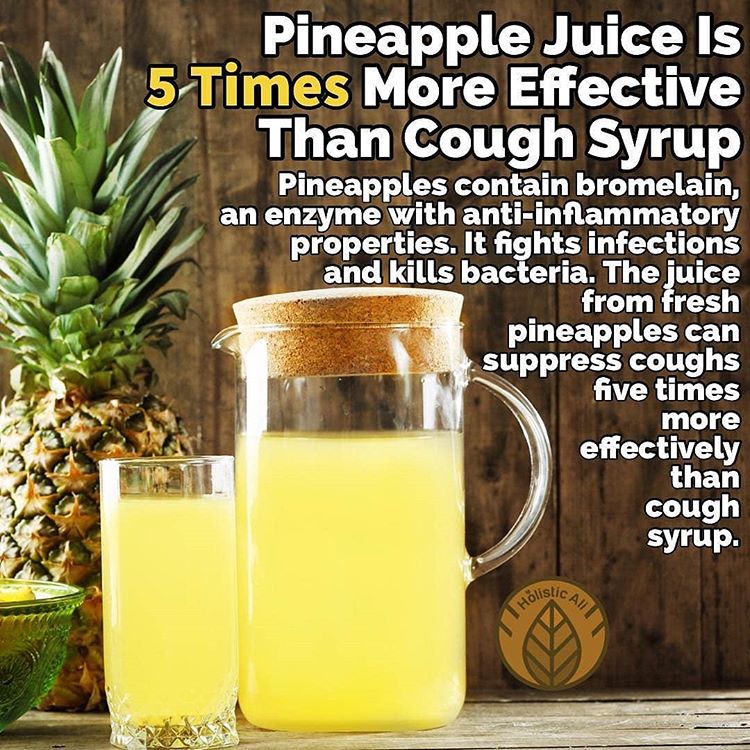 Pineapple Juice Is
5 Times More Effective
Than Cough Syrup
Pineapples contain bromelain,
an enzyme with anti-inflammatory
properties. It fights infections
and kills bacteria. The juice
from fresh
pineapples can
suppress coughs
five times
more
effectively
than
cough
syrup.
Holistic Ali